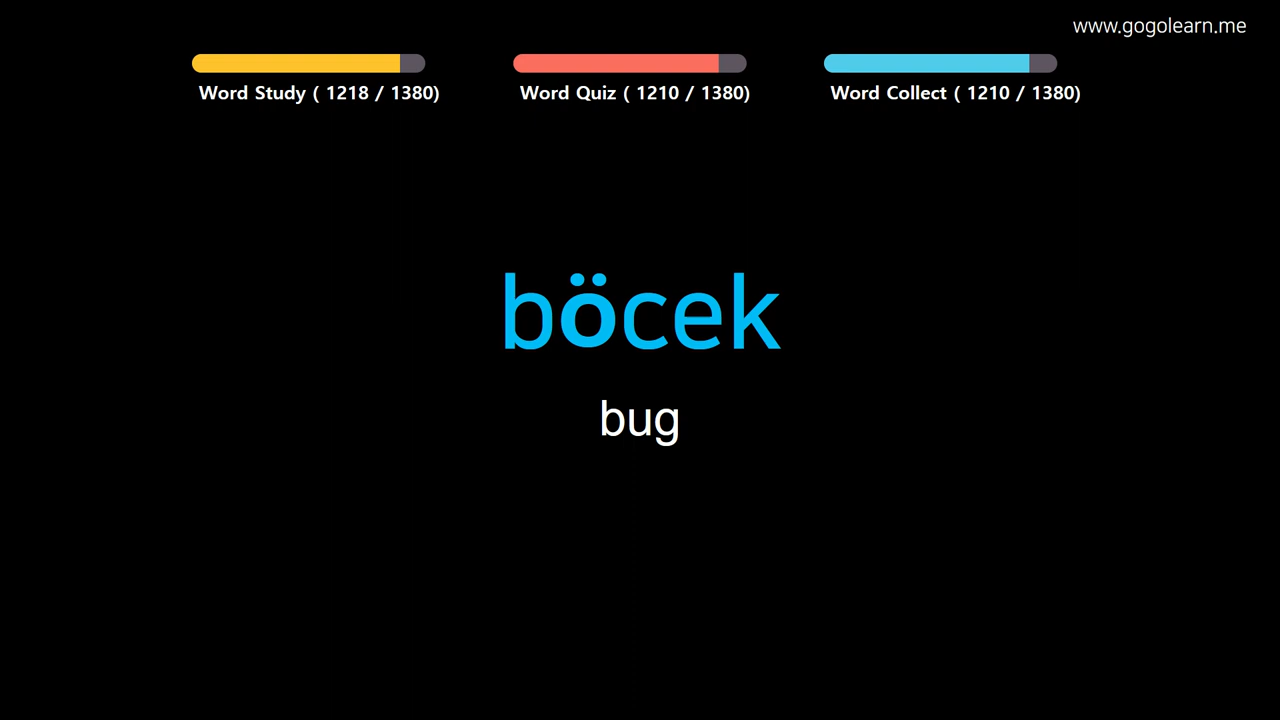 www.gogolearn.me
Word Study ( 1218 / 1380)
Word Quiz ( 1210 / 1380)
Word Collect ( 1210 / 1380)
böcek
bug